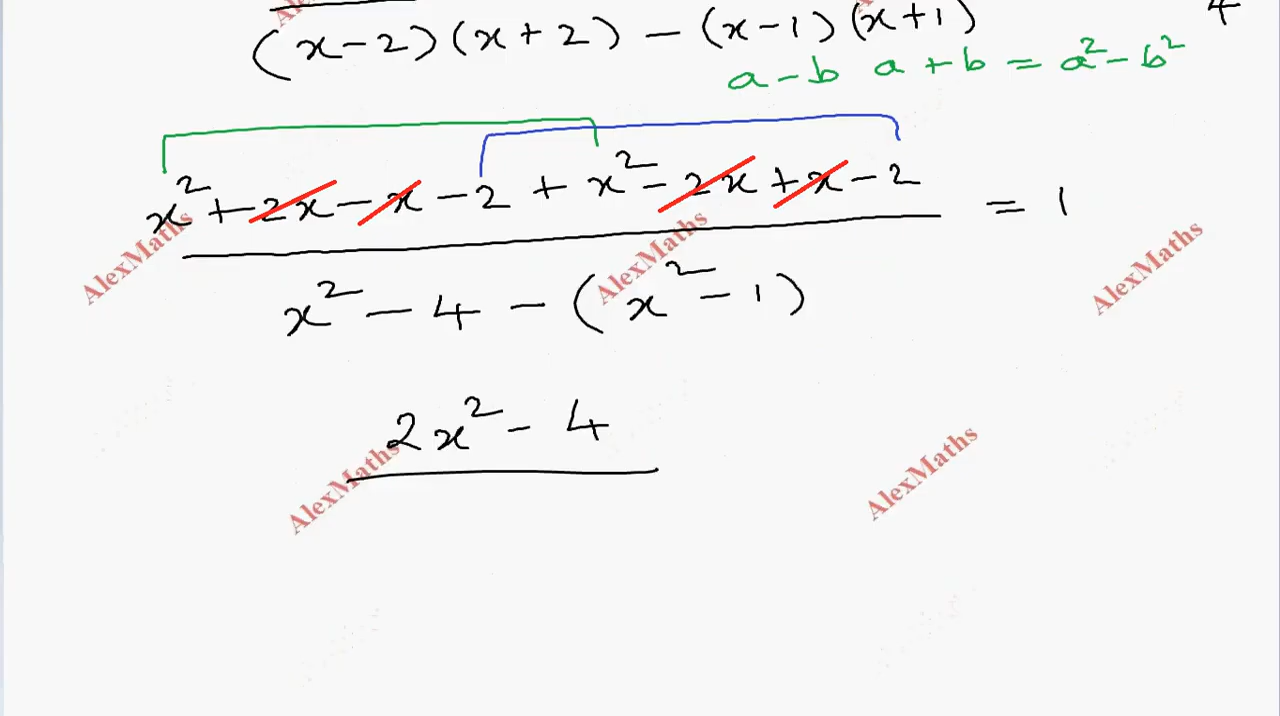 (x-2)(x+2) - (x-1)(x+1)
4
a-b a+b = a²-b²
x²+2x-x-2+x²-2x+x-2 = 1
x²-4-(x²-1)
2x²-4
AlexMaths
AlexMaths
AlexMaths
AlexMaths
AlexMaths